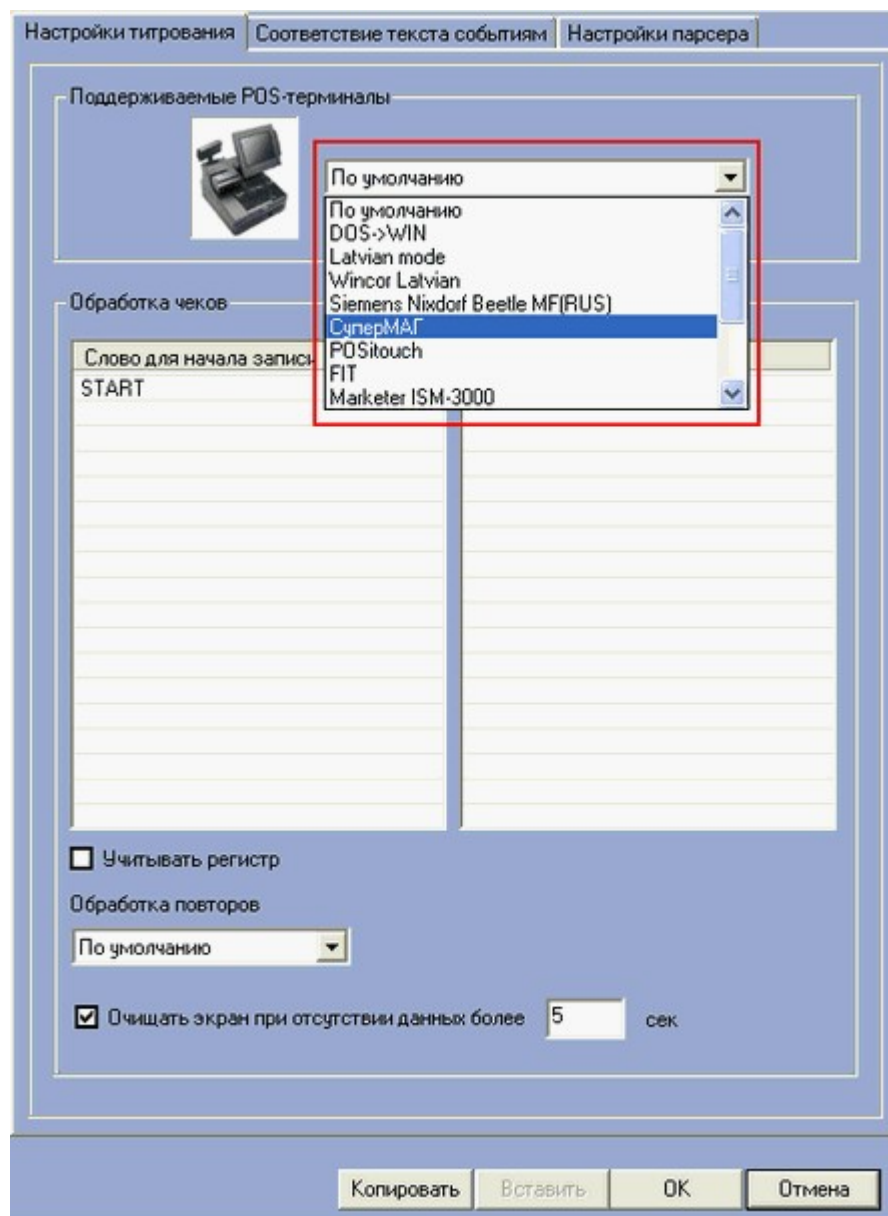 Настройки титрования Соответствие текста событиям Настройки парсера
Поддерживаемые POS-терминалы
По умолчанию
По умолчанию
DOS->WIN
Latvian mode
Wincor Latvian
Siemens Nixdorf Beetle MF(RUS)
СуперМАГ
POSitouch
FIT
Marketer ISM-3000
Обработка чеков
Слово для начала записи
START
Учитывать регистр
Обработка повторов
По умолчанию
Очищать экран при отсутствии данных более 5 сек
Копировать Вставить OK Отмена